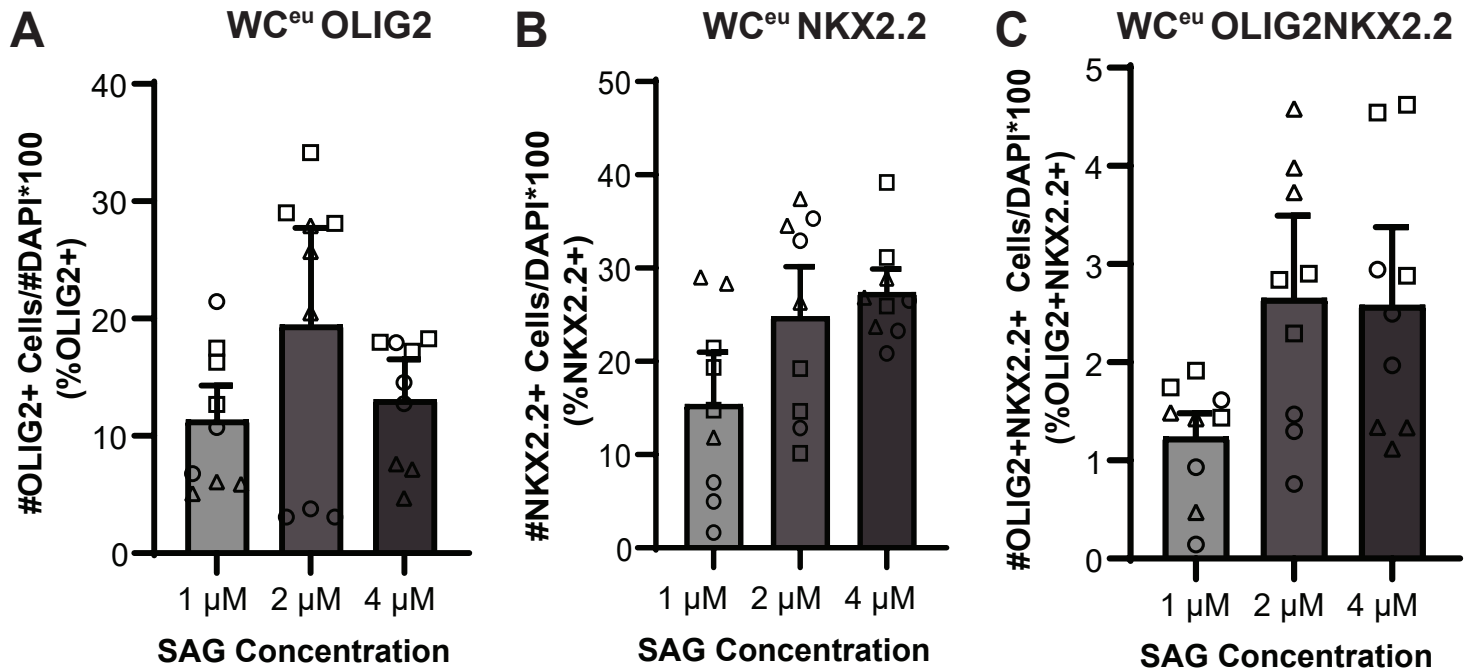 A
WCeu OLIG2
#OLIG2+ Cells/#DAPI*100
(%OLIG2+)
40
30
20
10
0
1 µM
2 µM
4 µM
SAG Concentration
B
WCeu NKX2.2
#NKX2.2+ Cells/DAPI*100
(%NKX2.2+)
50
40
30
20
10
0
1 µM
2 µM
4 µM
SAG Concentration
C
WCeu OLIG2NKX2.2
#OLIG2+NKX2.2+ Cells/DAPI*100
(%OLIG2+NKX2.2+)
5
4
3
2
1
0
1 µM
2 µM
4 µM
SAG Concentration